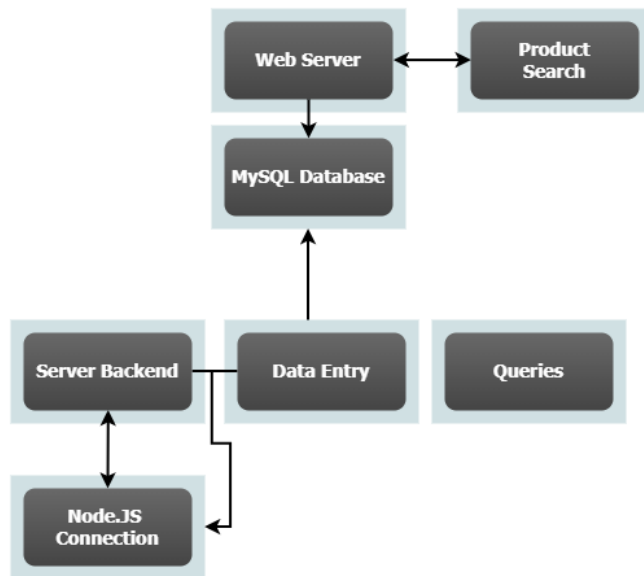 Web Server
Product
Search
MySQL Database
Server Backend
Data Entry
Queries
Node.JS
Connection